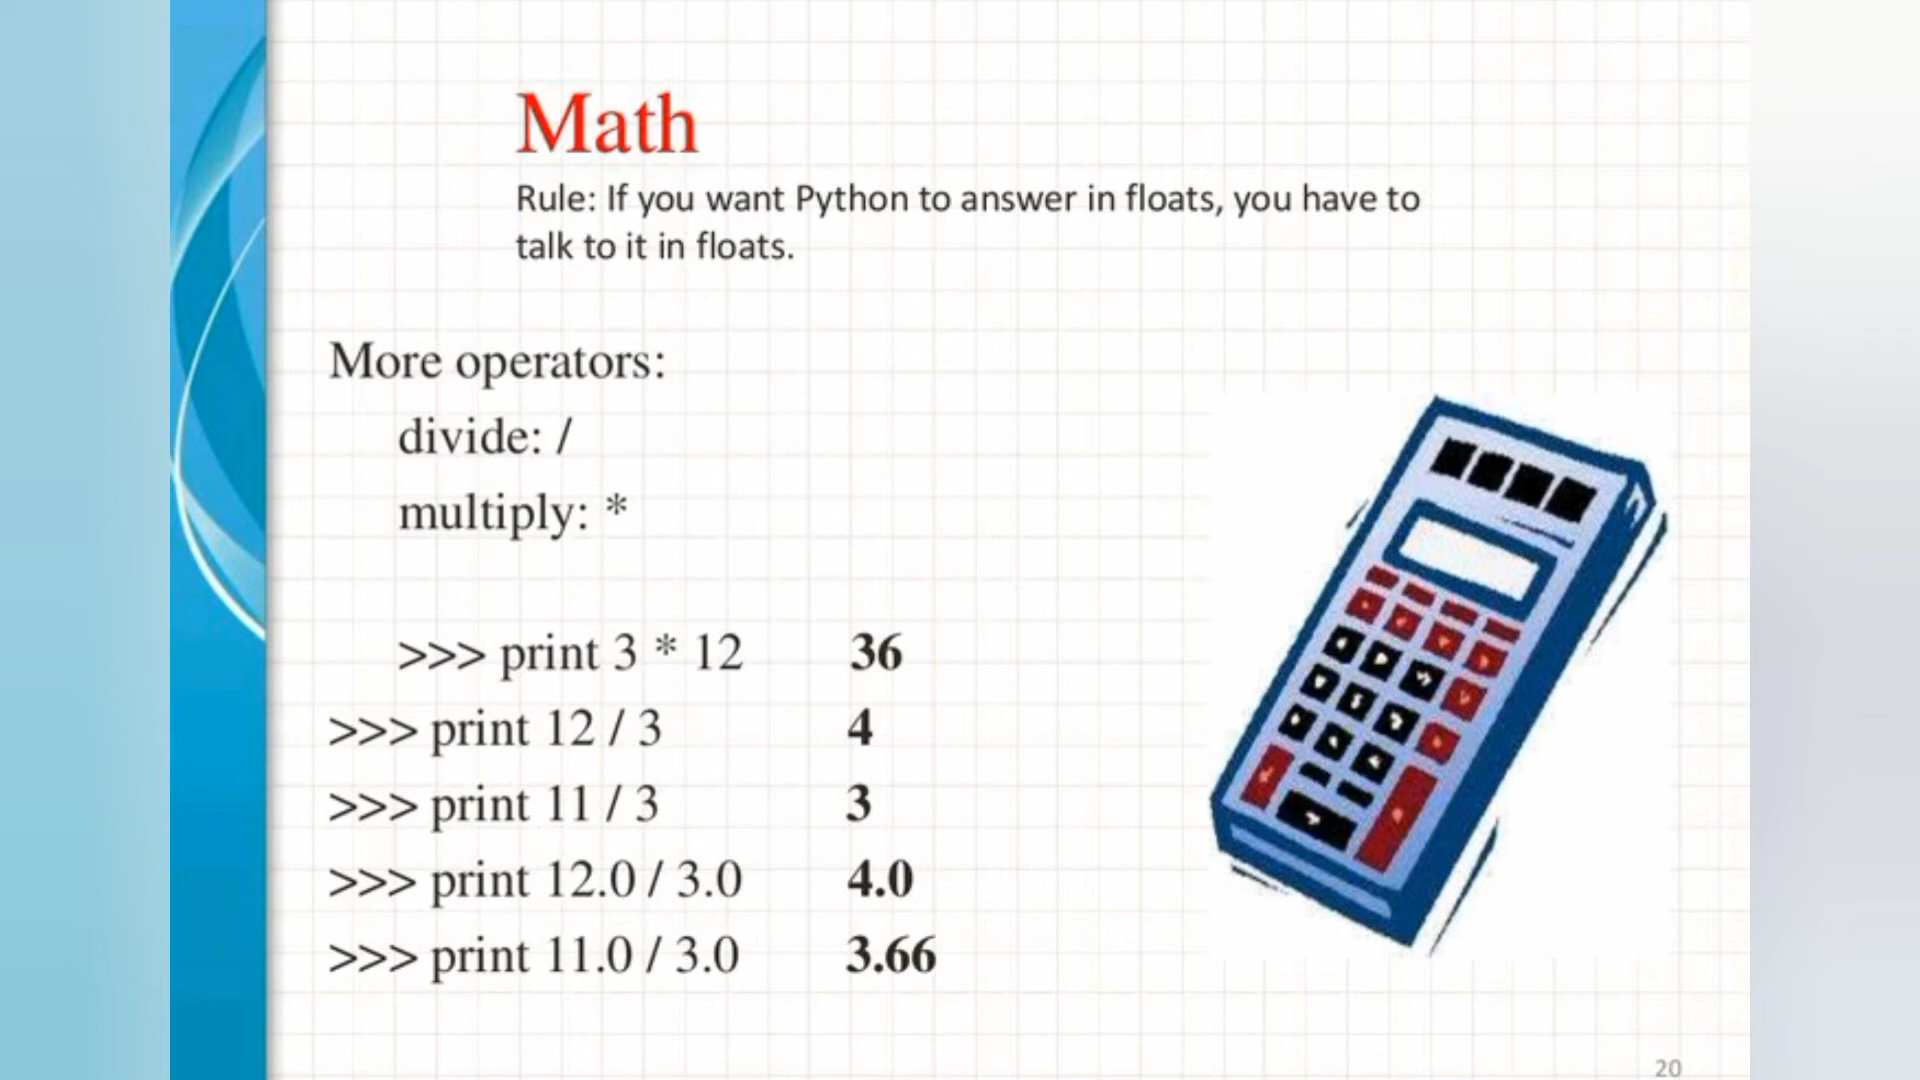 Math
Rule: If you want Python to answer in floats, you have to
talk to it in floats.
More operators:
divide: /
multiply: *
>>> print 3 * 12 36
>>> print 12 / 3 4
>>> print 11 / 3 3
>>> print 12.0 / 3.0 4.0
>>> print 11.0 / 3.0 3.66
20